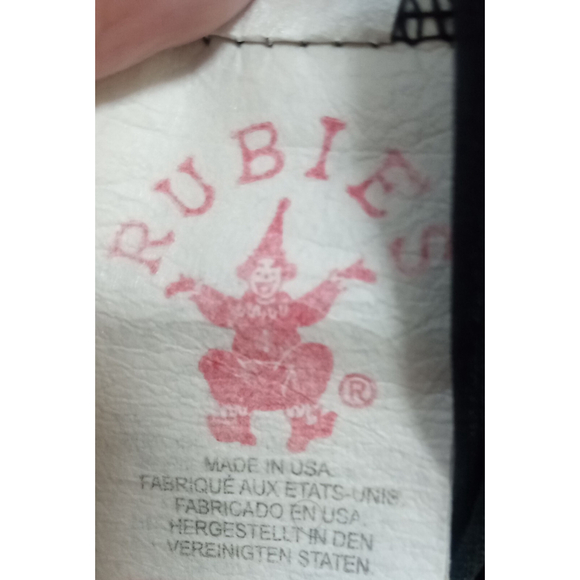 RUBIES
®
MADE IN USA.
FABRIQUÉ AUX ETATS-UNIS
FABRICADO EN USA.
HERGESTELLT IN DEN
VEREINIGTEN STATEN